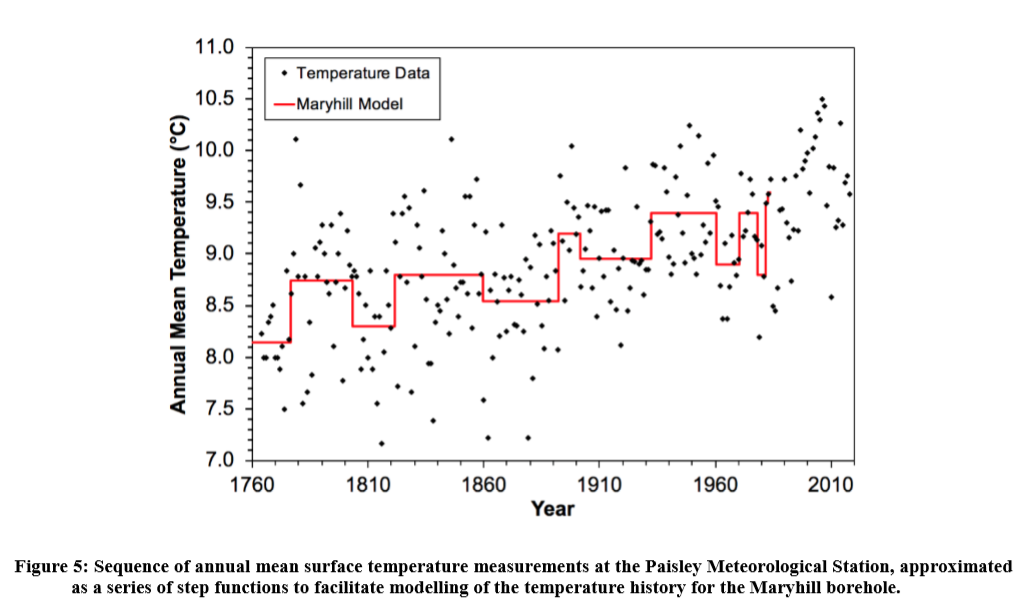 11.0
10.5
10.0
9.5
9.0
8.5
8.0
7.5
7.0
Annual Mean Temperature (°C)
Temperature Data
Maryhill Model
1760 1810 1860 1910 1960 2010
Year
Figure 5: Sequence of annual mean surface temperature measurements at the Paisley Meteorological Station, approximated
as a series of step functions to facilitate modelling of the temperature history for the Maryhill borehole.